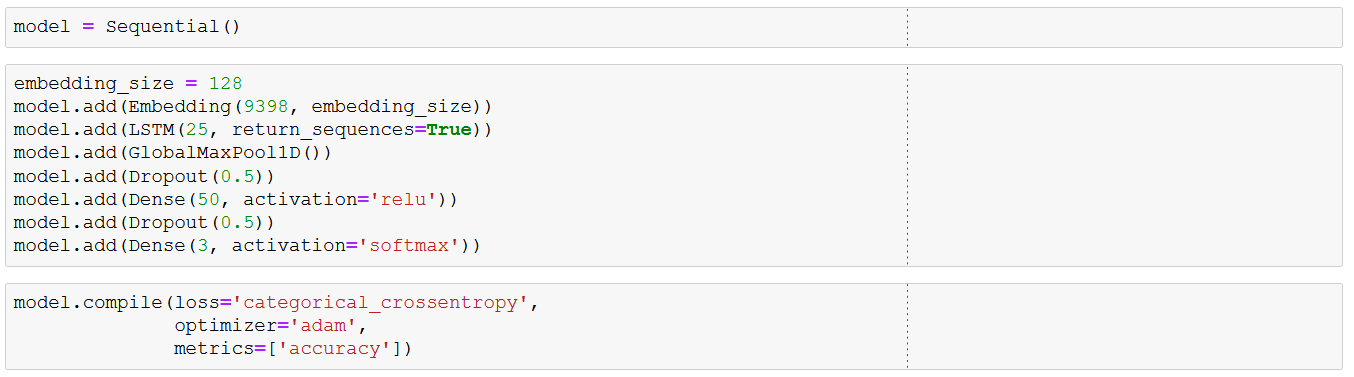 model = Sequential()
embedding_size = 128
model.add(Embedding(9398, embedding_size))
model.add(LSTM(25, return_sequences=True))
model.add(GlobalMaxPool1D())
model.add(Dropout(0.5))
model.add(Dense(50, activation='relu'))
model.add(Dropout(0.5))
model.add(Dense(3, activation='softmax'))
model.compile(loss='categorical_crossentropy',
              optimizer='adam',
              metrics=['accuracy'])